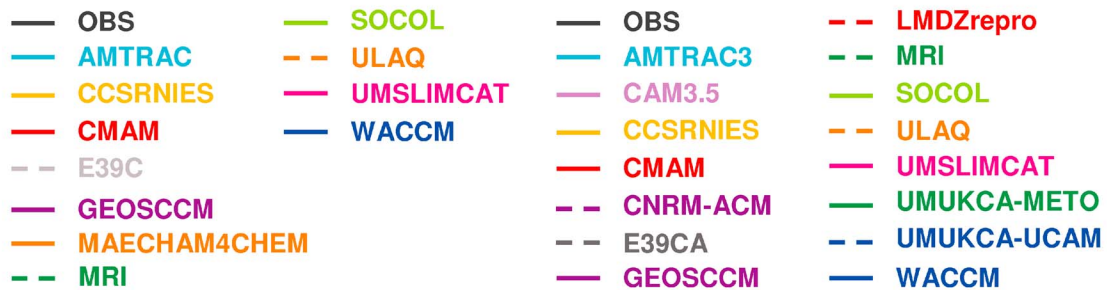 OBS
AMTRAC
CCSRNIES
CMAM
E39C
GEOSCCM
MAECHAM4CHEM
MRI
SOCOL
ULAQ
UMSLIMCAT
WACCM
OBS
AMTRAC3
CAM3.5
CCSRNIES
CMAM
CNRM-ACM
E39CA
GEOSCCM
LMDZrepro
MRI
SOCOL
ULAQ
UMSLIMCAT
UMUKCA-METO
UMUKCA-UCAM
WACCM